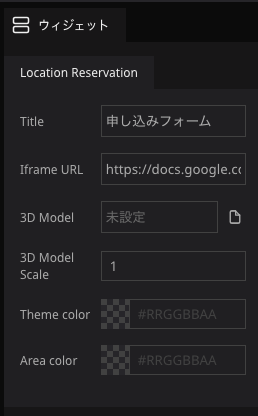 ウィジェット
Location Reservation
Title
申し込みフォーム
Iframe URL
https://docs.google.cc
3D Model
未設定
3D Model
Scale
1
Theme color
#RRGGBBAA
Area color
#RRGGBBAA